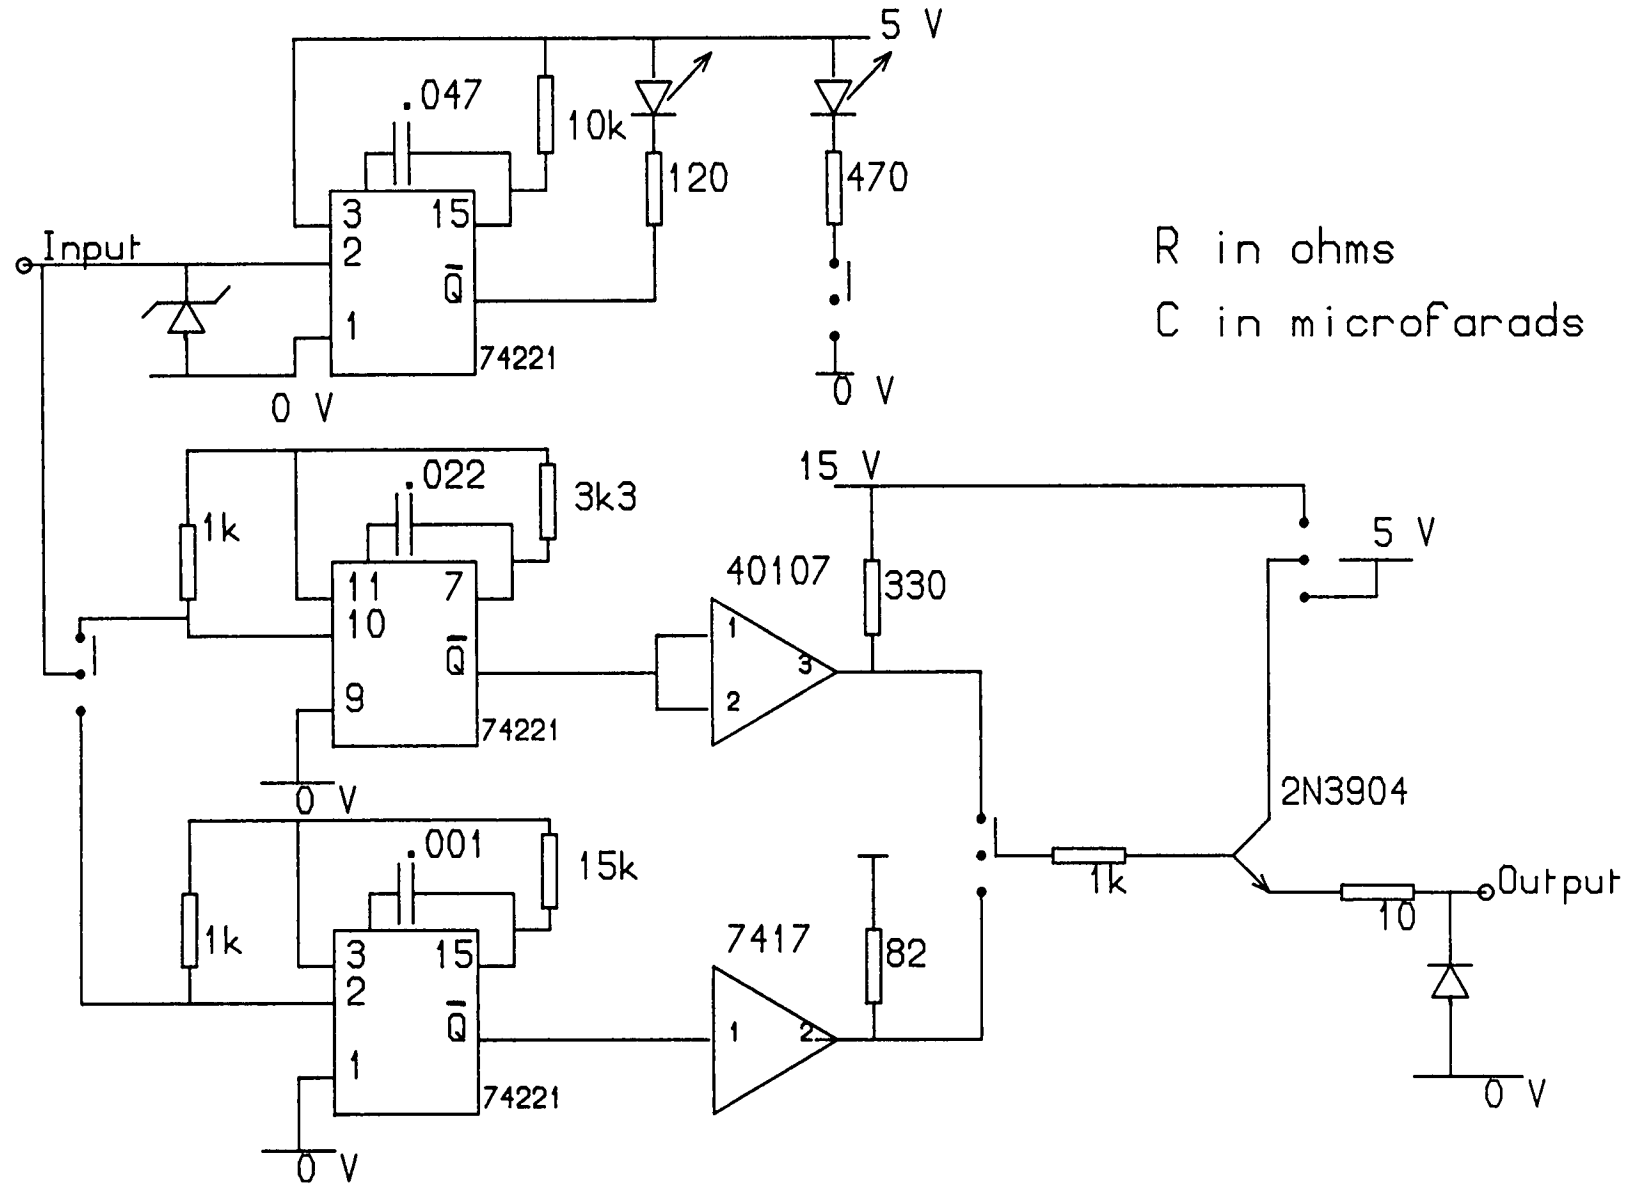 5 V
.047
10k
120
470
3
15
Input
2
Q
1
74221
0 V
0 V
R in ohms
C in microfarads
.022
3k3
1k
11
7
10
Q
9
74221
0 V
40107
1
2
3
15 V
330
5 V
2N3904
1k
10
Output
0 V
.001
15k
1k
3
15
2
Q
1
74221
0 V
7417
1
2
82